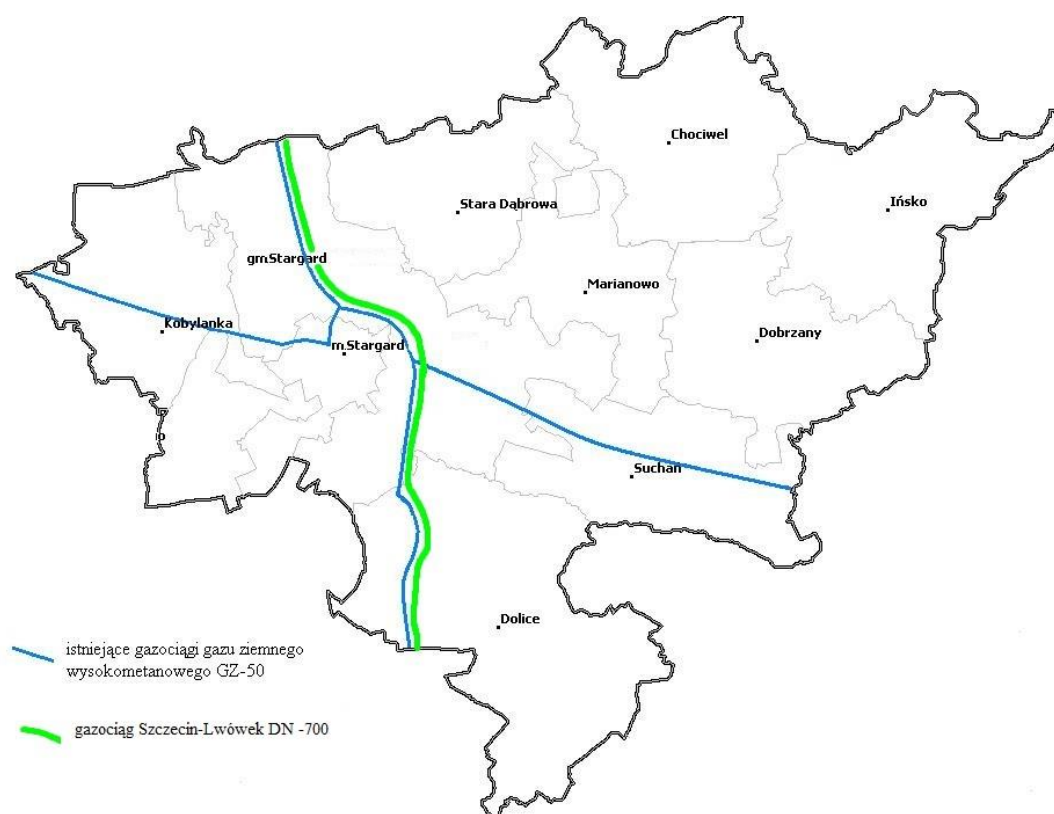 Chociwel
Ińsko
Stara Dąbrowa
gm.Stargard
Marianowo
Kobylanka
Dobrzany
m.Stargard
Suchań
Dolice
istniejące gazociągi gazu ziemnego
wysokometanowego GZ-50
gazociąg Szczecin-Lwówek DN -700